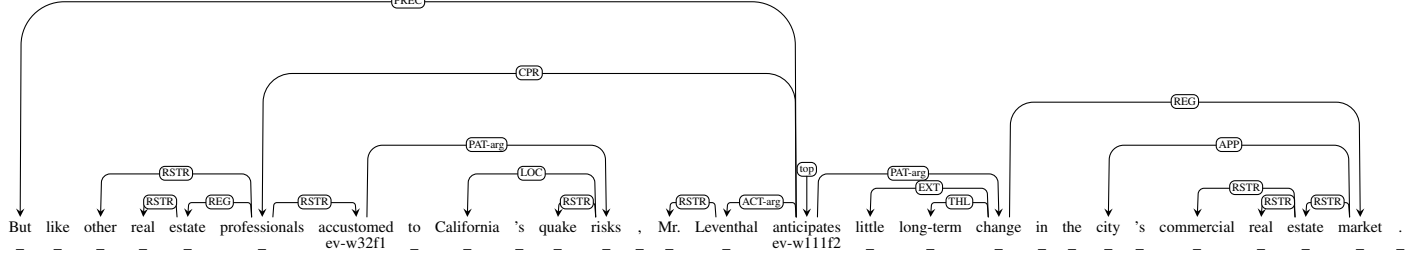 PREC
CPR
REG
PAT-arg
APP
RSTR
LOC
top
PAT-arg
EXT
RSTR
RSTR
REG
RSTR
RSTR
RSTR
ACT-arg
THL
RSTR
RSTR
But like other real estate professionals accustomed to California 's quake risks , Mr. Leventhal anticipates little long-term change in the city 's commercial real estate market .
_ _ _ _ _ _ ev-w32f1 _ _ _ _ _ _ _ _ ev-w111f2 _ _ _ _ _ _ _ _ _ _ _ _